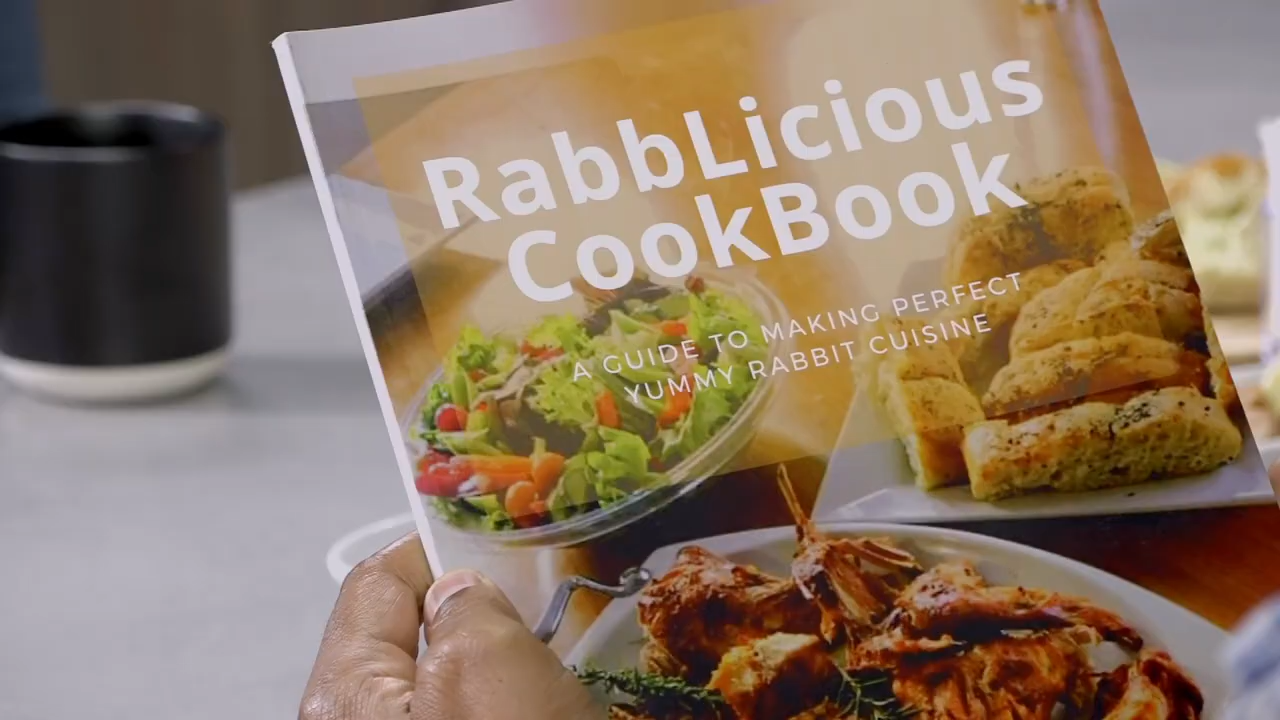 RabbLicious
CookBook
A GUIDE TO MAKING PERFECT
YUMMY RABBIT CUISINE